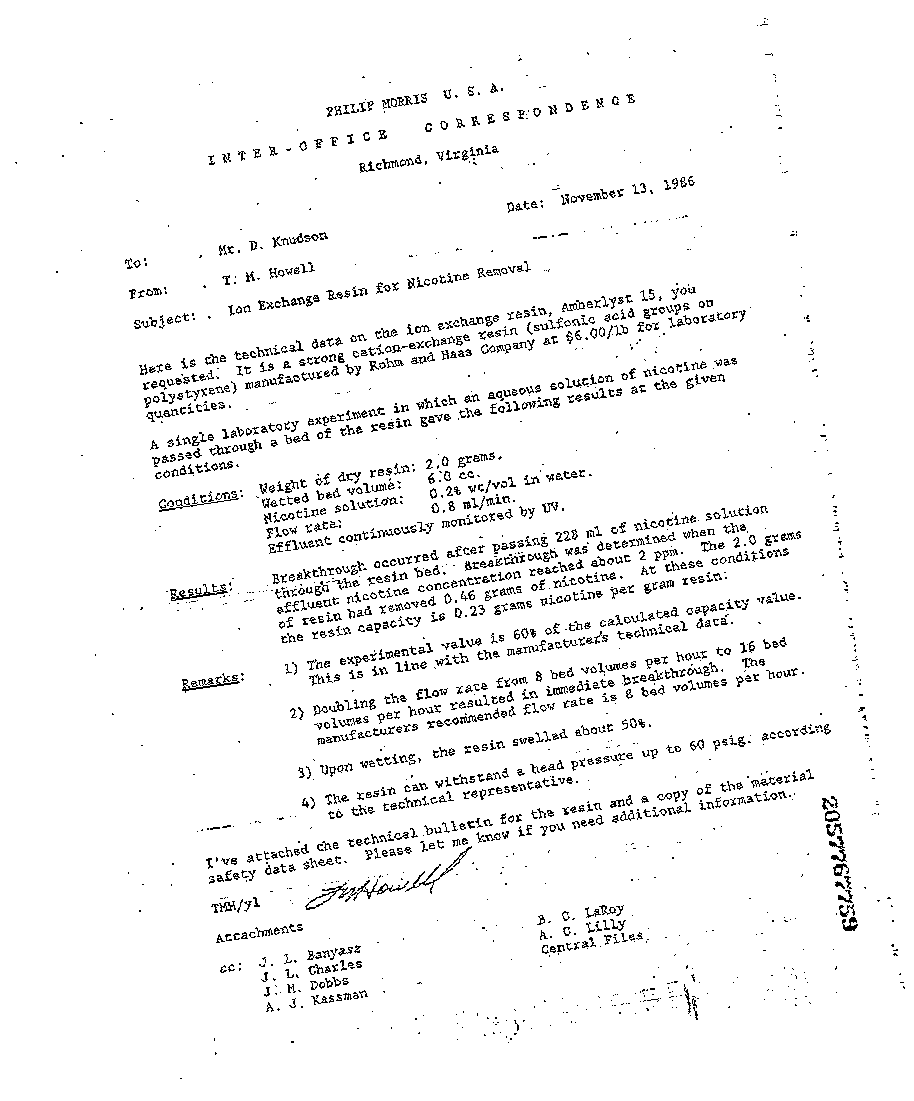 PHILIP MORRIS U. S. A.
INTER-OFFICE CORRESPONDENCE
Richmond, Virginia
Date: November 13, 1986
To: Mr. D. Knudson
From: T. M. Howell
Subject: Ion Exchange Resin for Nicotine Removal
Here is the technical data on the ion exchange resin, Amberlyst 15, you
requested. It is a strong cation-exchange resin (sulfonic acid groups on
polystyrene) manufactured by Rohm and Haas Company at $6.00/lb for laboratory
quantities.
A single laboratory experiment in which an aqueous solution of nicotine was
passed through a bed of the resin gave the following results at the given
conditions.
Conditions: Weight of dry resin: 2.0 grams.
Wetted bed volume: 6.0 cc.
Nicotine solution: 0.2% wt/vol in water.
Flow rate: 0.8 ml/min.
Effluent continuously monitored by UV.
Results: Breakthrough occurred after passing 228 ml of nicotine solution
through the resin bed. Breakthrough was determined when the
effluent nicotine concentration reached about 2 ppm. The 2.0 grams
of resin had removed 0.46 grams of nicotine. At these conditions
the resin capacity is 0.23 grams nicotine per gram resin.
Remarks: 1) The experimental value is 60% of the calculated capacity value.
This is in line with the manufacturer's technical data.
2) Doubling the flow rate from 8 bed volumes per hour to 16 bed
volumes per hour resulted in immediate breakthrough. The
manufacturers recommended flow rate is 8 bed volumes per hour.
3) Upon wetting, the resin swelled about 50%.
4) The resin can withstand a head pressure up to 60 psig. according
to the technical representative.
I've attached the technical bulletin for the resin and a copy of the material
safety data sheet. Please let me know if you need additional information.
TMH/yl TMHowell
Attachments
cc: J. L. Banyasz
J. L. Charles
J. M. Dobbs
A. J. Kassman
B. C. LaRoy
A. C. Lilly
Central Files
2057767759